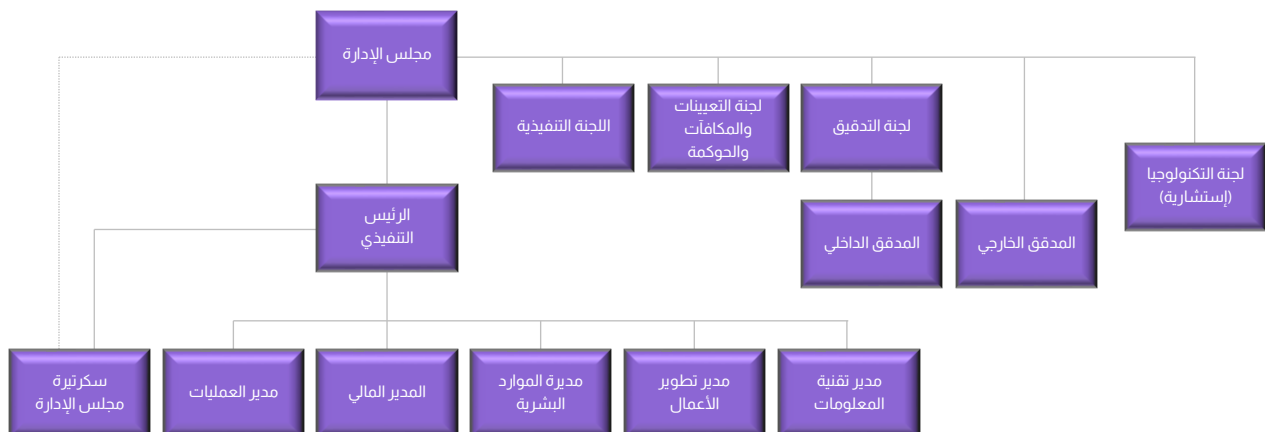 مجلس الإدارة
لجنة التكنولوجيا
(إستشارية)
لجنة التدقيق
لجنة التعيينات
والمكافآت
والحوكمة
اللجنة التنفيذية
المدقق الخارجي
المدقق الداخلي
الرئيس
التنفيذي
مدير تقنية
المعلومات
مدير تطوير
الأعمال
مديرة الموارد
البشرية
المدير المالي
مدير العمليات
سكرتيرة
مجلس الإدارة